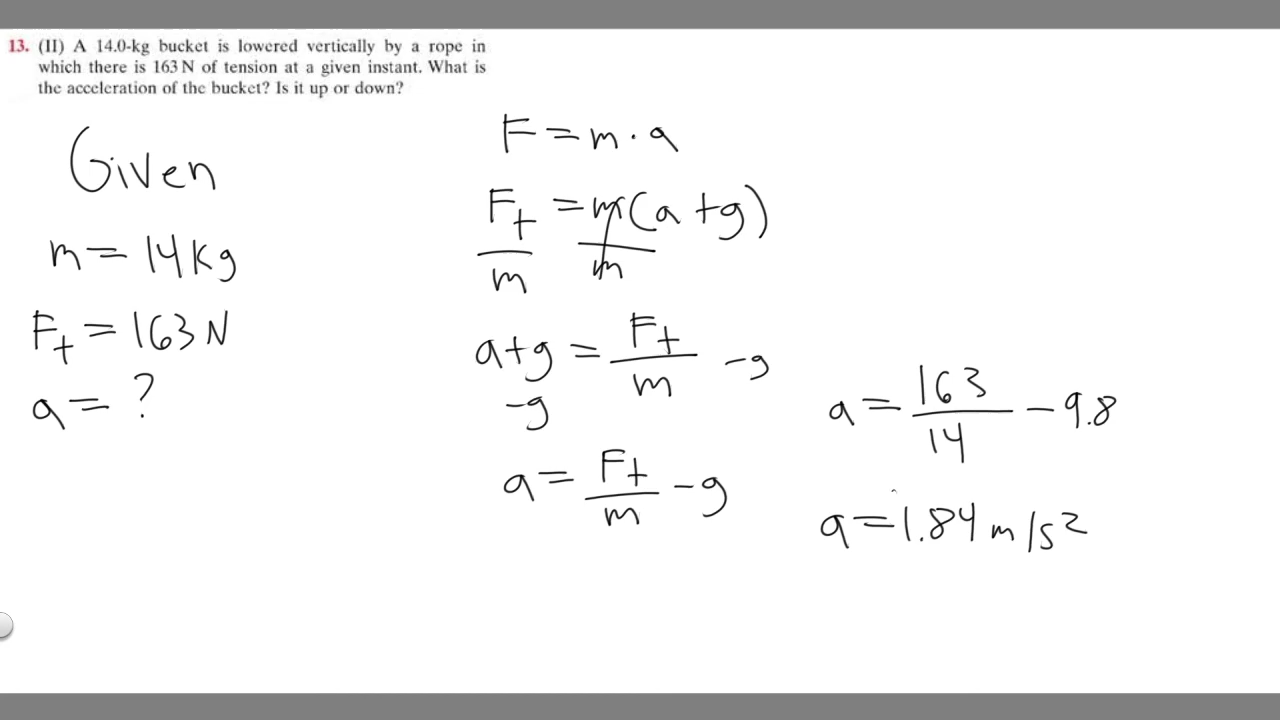 13. (II) A 14.0-kg bucket is lowered vertically by a rope in
which there is 163 N of tension at a given instant. What is
the acceleration of the bucket? Is it up or down?
Given
m = 14 kg
Ft = 163 N
a = ?
F = m · a
Ft = m(a + g)
m m
a + g = Ft - g
-g m
a = Ft - g
m
a = 163 - 9.8
14
a = 1.84 m/s2